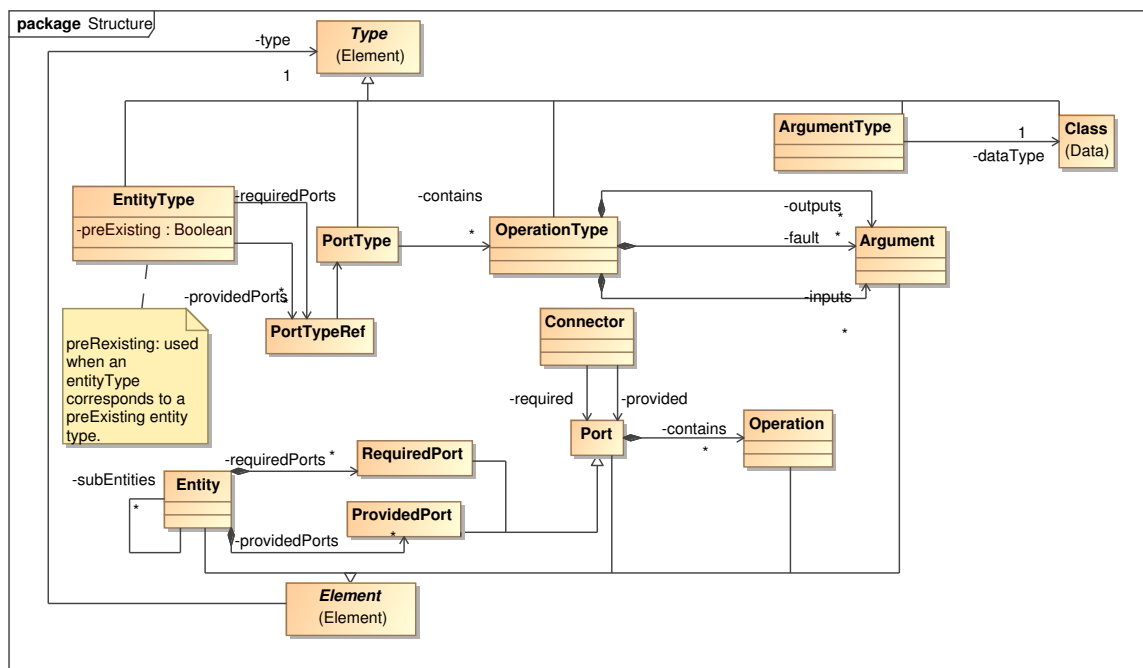 package Structure
Type
(Element)
-type
1
ArgumentType
1
-dataType
Class
(Data)
EntityType
-preExisting : Boolean
-requiredPorts
*
-providedPorts
*
PortType
PortTypeRef
-contains
*
OperationType
-outputs
*
-fault
*
-inputs
*
Argument
preRexisting: used
when an
entityType
corresponds to a
preExisting entity
type.
Connector
-required
-provided
Port
-contains
*
Operation
-subEntities
*
Entity
-requiredPorts
*
RequiredPort
-providedPorts
*
ProvidedPort
Element
(Element)